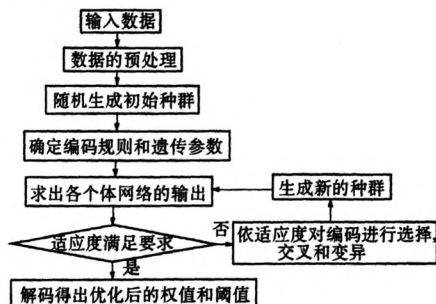 输入数据
数据的预处理
随机生成初始种群
确定编码规则和遗传参数
求出各个体网络的输出
生成新的种群
适应度满足要求
否
依适应度对编码进行选择,
交叉和变异
是
解码得出优化后的权值和阈值